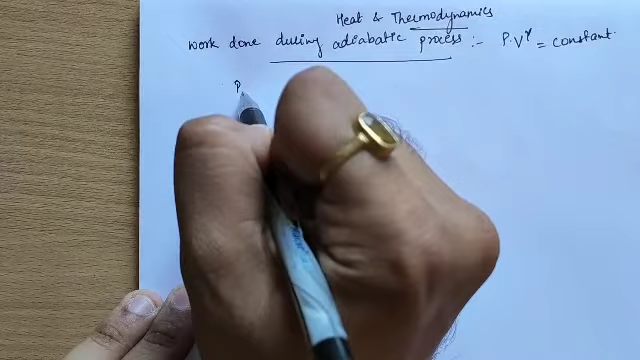 Heat & Thermodynamics
work done during adiabatic process :- P.V^γ = constant.
P